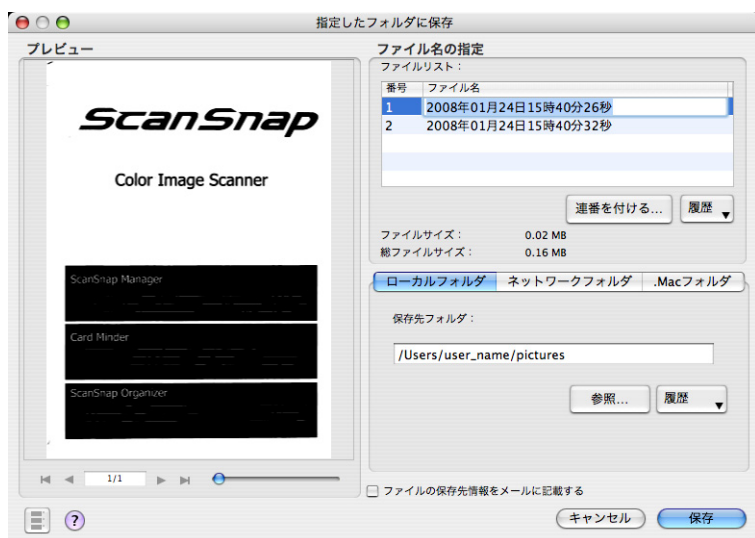 指定したフォルダに保存
プレビュー
ScanSnap
Color Image Scanner
ScanSnap Manager
Card Minder
ScanSnap Organizer
1/1
ファイル名の指定
ファイルリスト：
番号 ファイル名
1 2008年01月24日15時40分26秒
2 2008年01月24日15時40分32秒
連番を付ける... 履歴
ファイルサイズ： 0.02 MB
総ファイルサイズ： 0.16 MB
ローカルフォルダ ネットワークフォルダ .Macフォルダ
保存先フォルダ：
/Users/user_name/pictures
参照... 履歴
ファイルの保存先情報をメールに記載する
?
キャンセル 保存